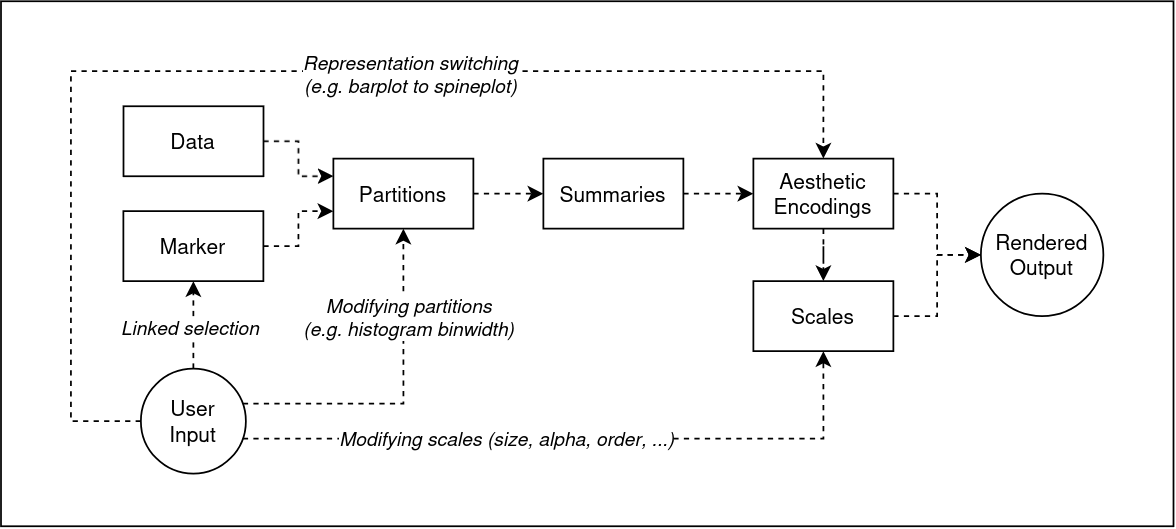 Representation switching
(e.g. barplot to spineplot)
Data
Partitions
Summaries
Aesthetic
Encodings
Marker
Rendered
Output
Modifying partitions
(e.g. histogram binwidth)
Scales
Linked selection
User
Input
Modifying scales (size, alpha, order, ...)